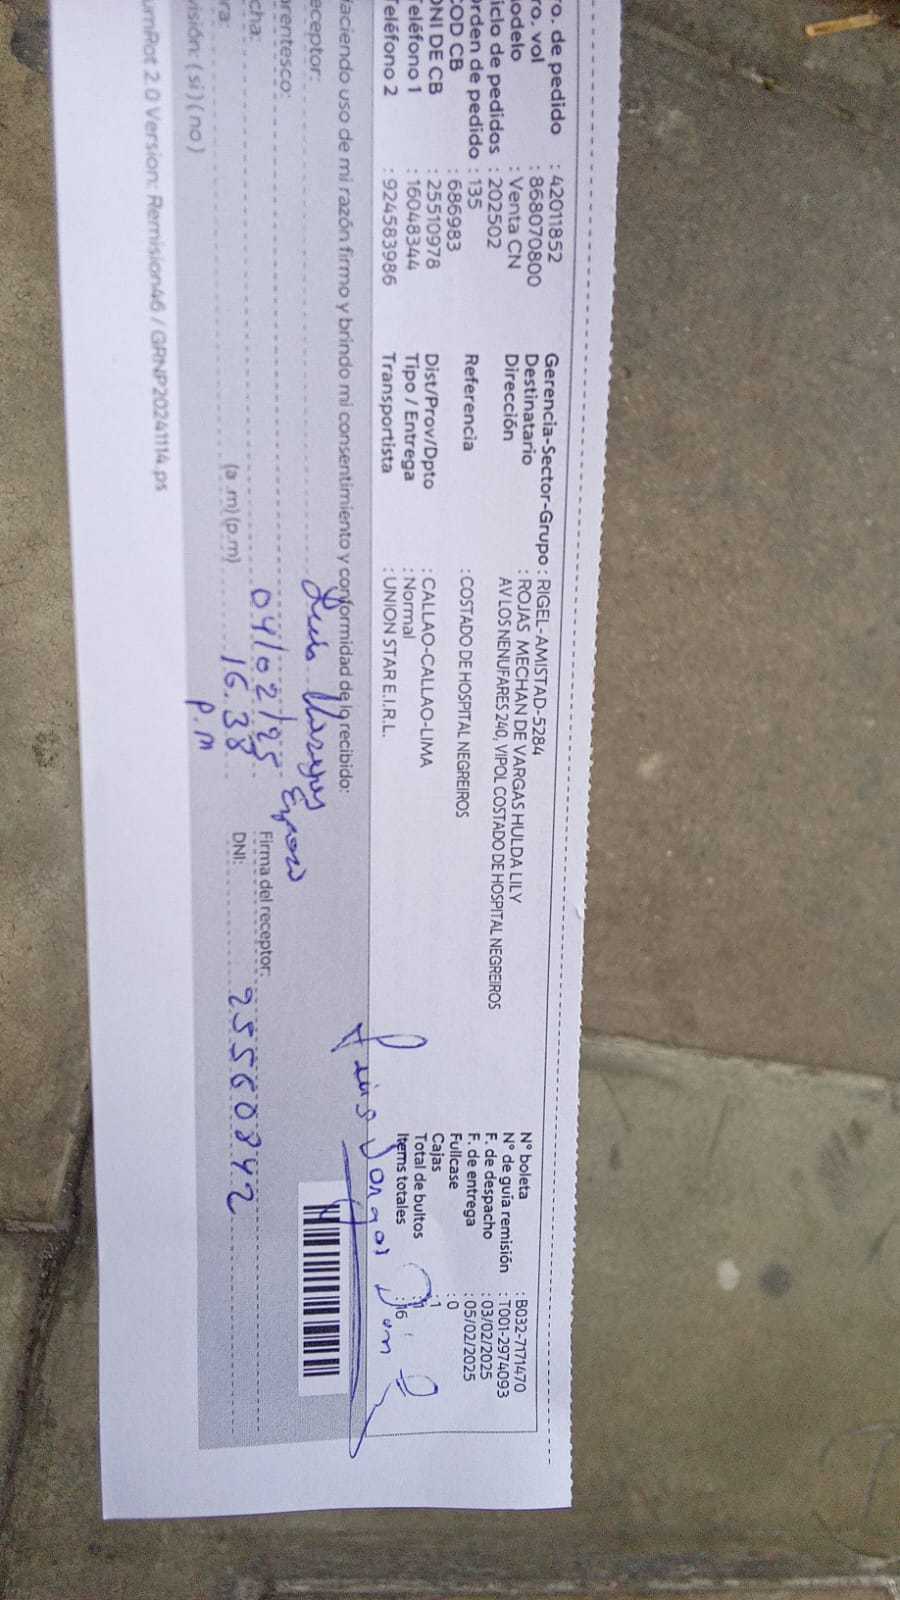 ro. de pedido : 42011852
ro. vol : 868070800
odelo : Venta CN
iclo de pedidos : 202502
rden de pedido : 135
COD CB : 686983
DNI DE CB : 25510978
Teléfono 1 : 16048344
Teléfono 2 : 924583986
Gerencia-Sector-Grupo : RIGEL-AMISTAD-5284
Destinatario : ROJAS MECHAN DE VARGAS HULDA LILY
Dirección AV LOS NENUFARES 240, VIPOL COSTADO DE HOSPITAL NEGREIROS
Referencia : COSTADO DE HOSPITAL NEGREIROS
Dist/Prov/Dpto : CALLAO-CALLAO-LIMA
Tipo / Entrega : Normal
Transportista : UNION STAR E.I.R.L.
N° boleta : B032-7171470
N° de guía remisión : T001-2974093
F. de despacho : 03/02/2025
F. de entrega : 05/02/2025
Fullcase : 0
Cajas : 1
Total de bultos
Items totales : 16
Haciendo uso de mi razón firmo y brindo mi consentimiento y conformidad de lo recibido:
eceptor:
arentesco:
cha: 04/02/25
ra: (a .m) (p.m) 16.38
p.m
visión: ( si ) ( no )
Firma del receptor:
DNI: 25560842
umPot 2.0 Version: Remision46 / GRNP20241114.ps